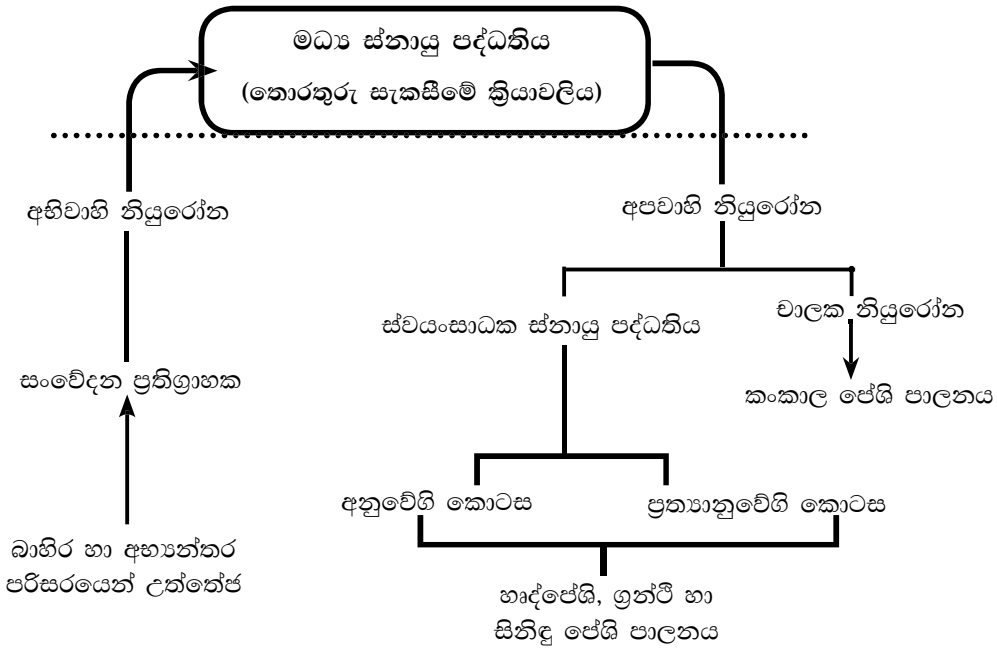 මධ්‍ය ස්නායු පද්ධතිය
(තොරතුරු සැකසීමේ ක්‍රියාවලිය)
අභිවාහි නියුරෝන
අපවාහි නියුරෝන
ස්වයංසාධක ස්නායු පද්ධතිය
චාලක නියුරෝන
සංවේදන ප්‍රතිග්‍රාහක
කංකාල පේශි පාලනය
අනුවේගි කොටස
ප්‍රත්‍යානුවේගි කොටස
බාහිර හා අභ්‍යන්තර
පරිසරයෙන් උත්තේජ
හෘද්පේශි, ග්‍රන්ථි හා
සිනිඳු පේශි පාලනය